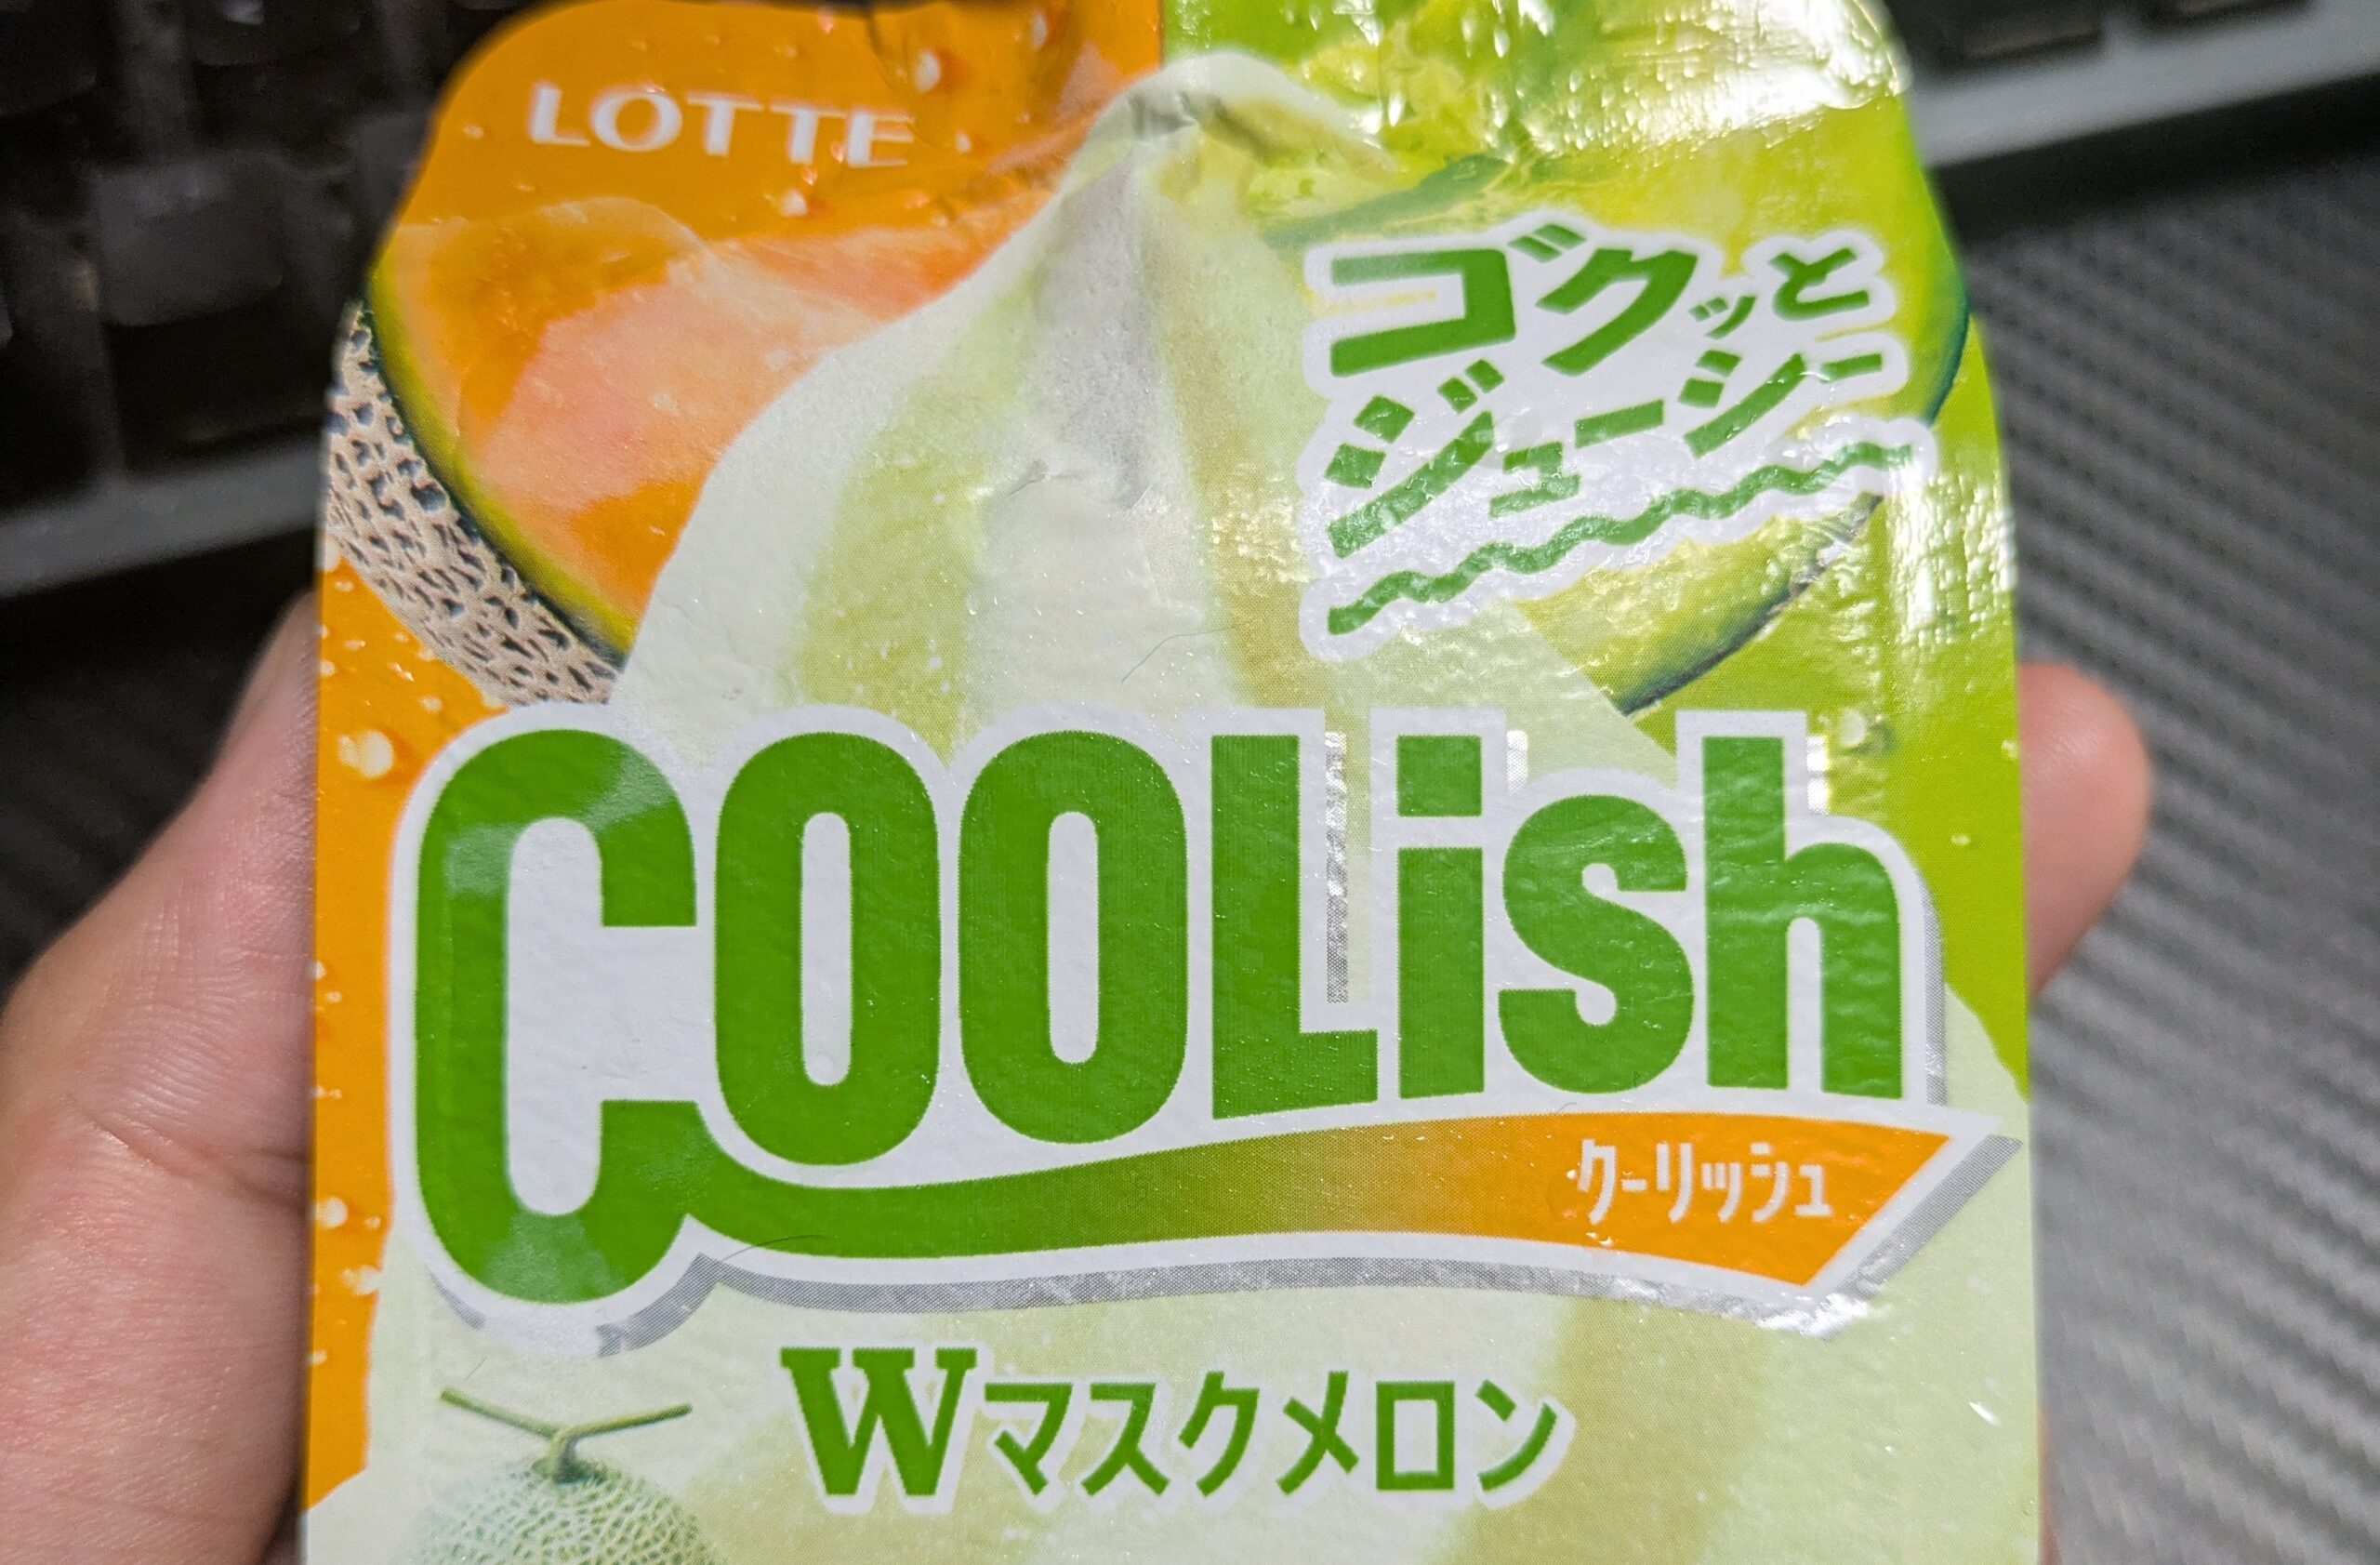 LOTTE
ゴクッと
ジューシー
COOLish
クーリッシュ
Wマスクメロン